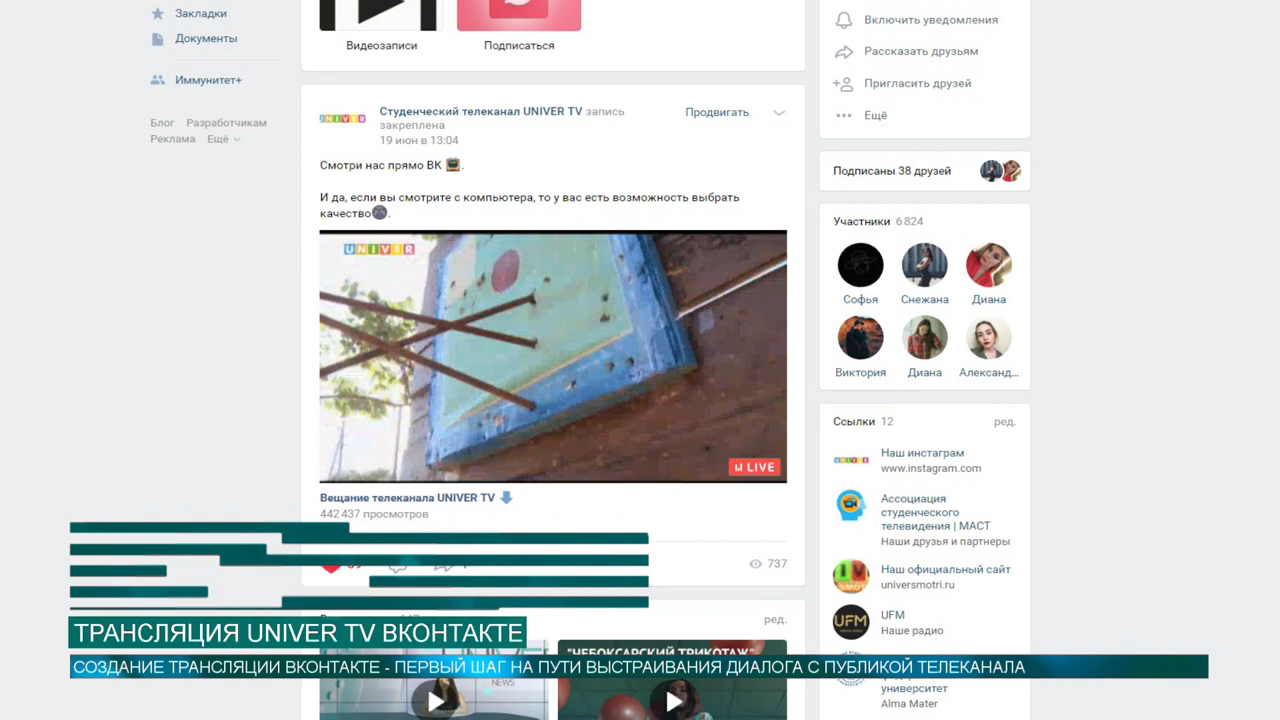 Закладки
Документы
Иммунитет+
Блог Разработчикам
Реклама Ещё
Видеозаписи
Подписаться
UNIVER
Студенческий телеканал UNIVER TV запись
закреплена
19 июн в 13:04
Продвигать
Смотри нас прямо ВК
И да, если вы смотрите с компьютера, то у вас есть возможность выбрать
качество
UNIVER
LIVE
Вещание телеканала UNIVER TV
442 437 просмотров
737
ред.
"ЧЕБОКСАРСКИЙ ТРИКОТАЖ"
NEWS
Включить уведомления
Рассказать друзьям
Пригласить друзей
Ещё
Подписаны 38 друзей
Участники 6 824
Софья
Снежана
Диана
Виктория
Диана
Александ...
Ссылки 12
ред.
UNIVER
Наш инстаграм
www.instagram.com
Ассоциация
студенческого
телевидения | МАСТ
Наши друзья и партнеры
Наш официальный сайт
universmotri.ru
UFM
UFM
Наше радио
университет
Alma Mater
ТРАНСЛЯЦИЯ UNIVER TV ВКОНТАКТЕ
СОЗДАНИЕ ТРАНСЛЯЦИИ ВКОНТАКТЕ - ПЕРВЫЙ ШАГ НА ПУТИ ВЫСТРАИВАНИЯ ДИАЛОГА С ПУБЛИКОЙ ТЕЛЕКАНАЛА